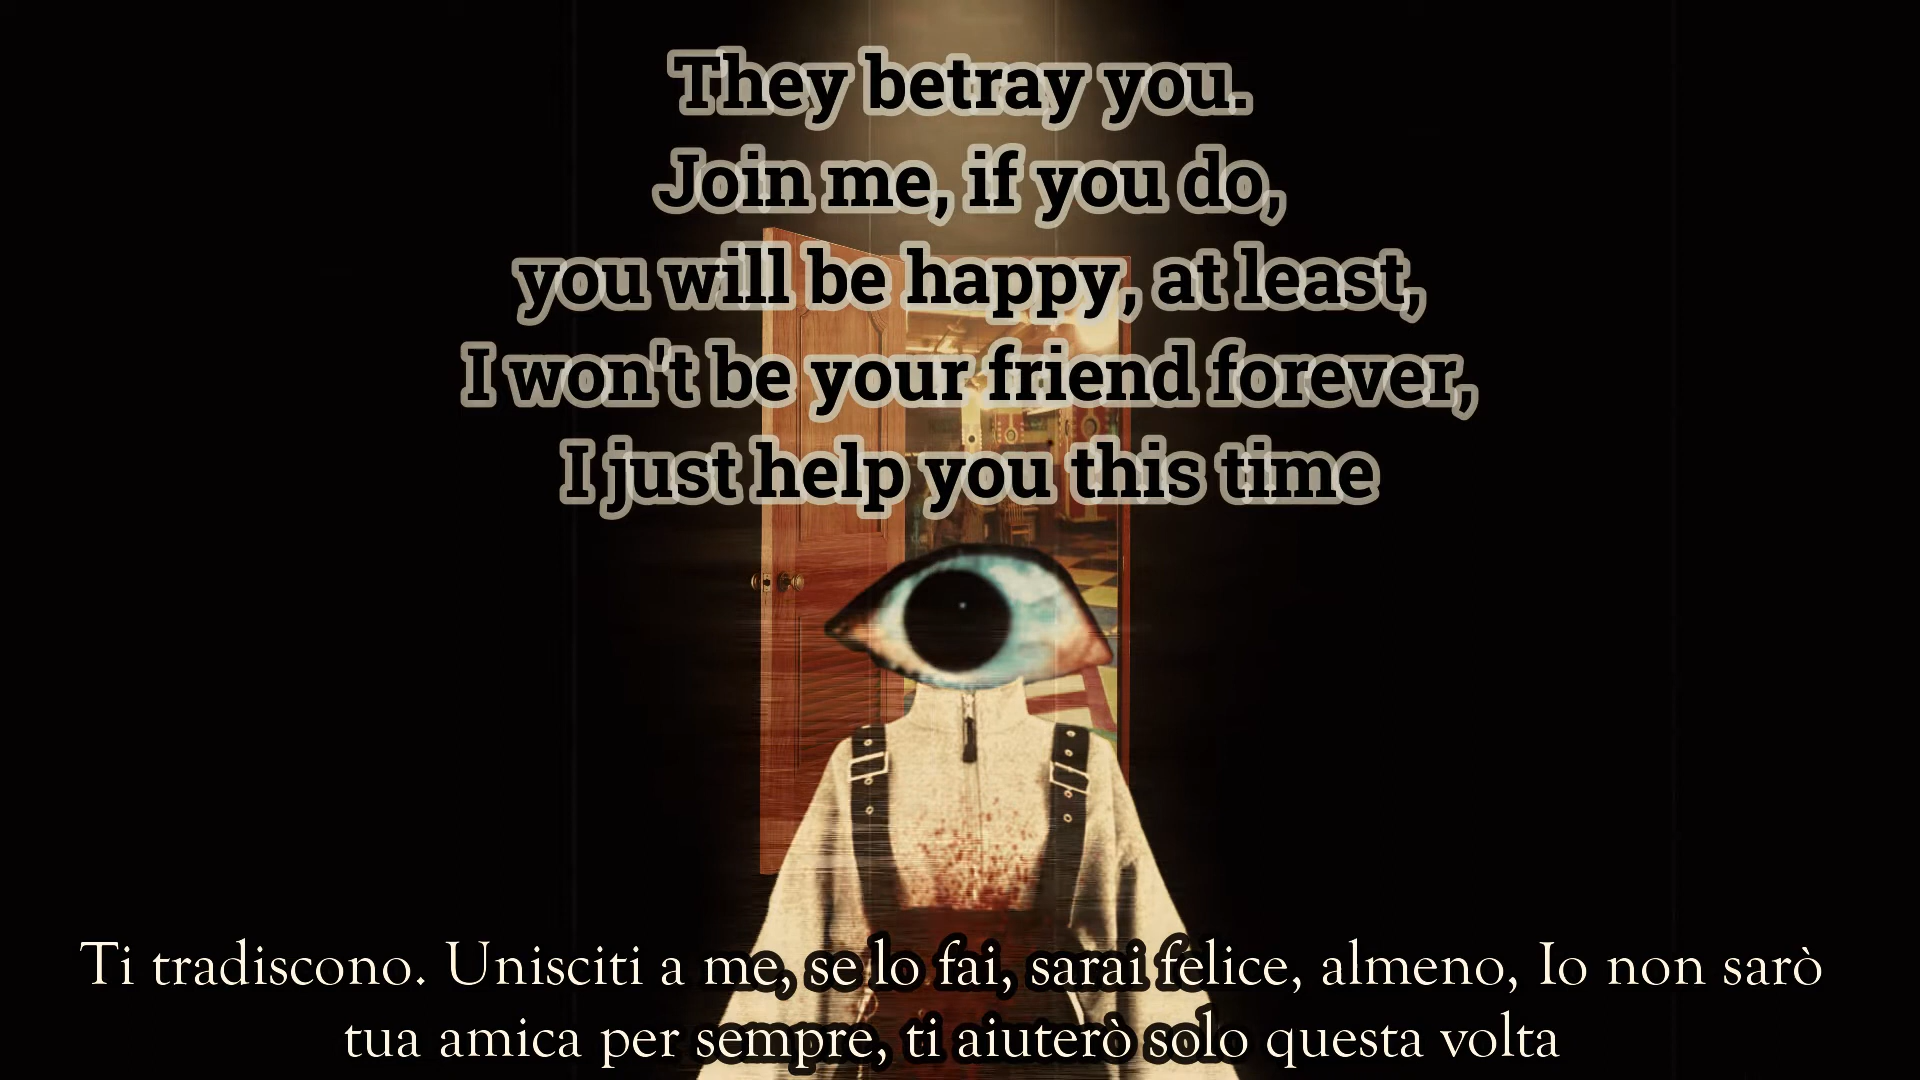 They betray you.
Join me, if you do,
you will be happy, at least,
I won't be your friend forever,
I just help you this time
Ti tradiscono. Unisciti a me, se lo fai, sarai felice, almeno, Io non sarò
tua amica per sempre, ti aiuterò solo questa volta